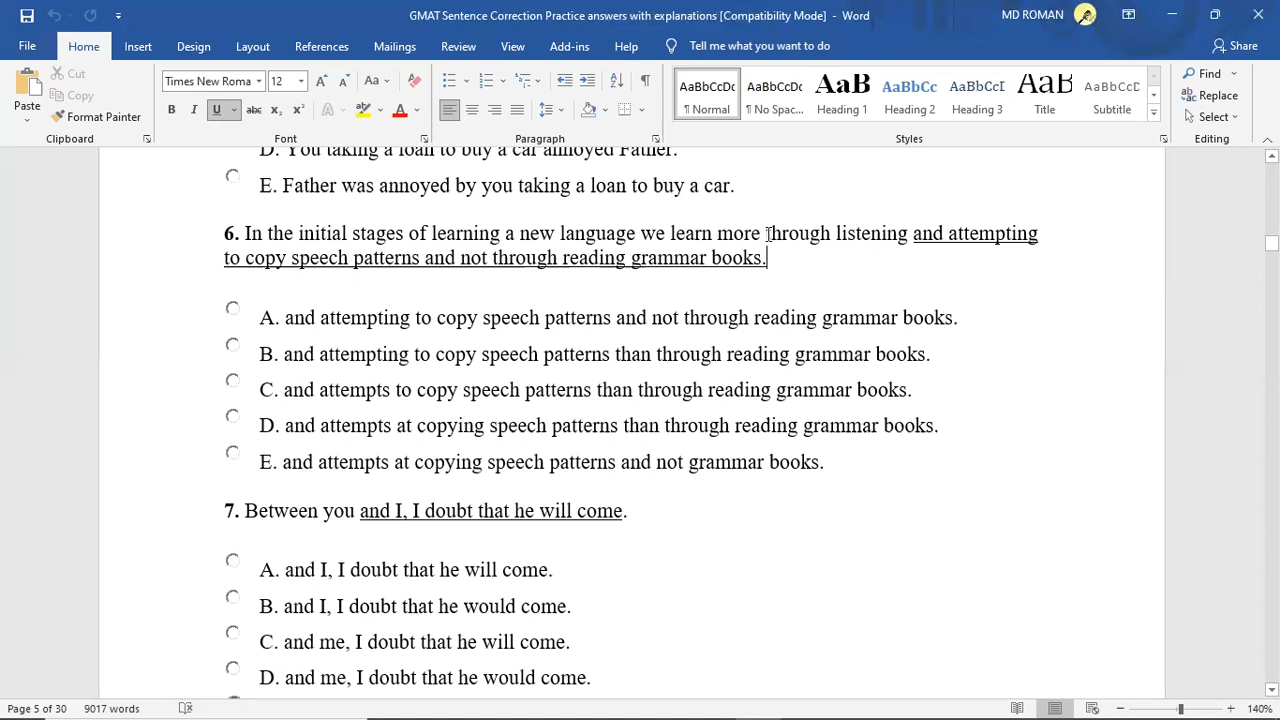 GMAT Sentence Correction Practice answers with explanations [Compatibility Mode] - Word
MD ROMAN
File Home Insert Design Layout References Mailings Review View Add-ins Help Tell me what you want to do Share
Paste
Cut
Copy
Format Painter
Clipboard
Times New Roma 12 Aa
B I U abc x₂ x² A A
Font
Paragraph
AaBbCcDc AaBbCcDc AaB AaBbCc AaBbCcI AaB AaBbCcD
¶ Normal ¶ No Spac... Heading 1 Heading 2 Heading 3 Title Subtitle
Styles
Find
Replace
Select
Editing
D. You taking a loan to buy a car annoyed Father.
E. Father was annoyed by you taking a loan to buy a car.
6. In the initial stages of learning a new language we learn more through listening and attempting
to copy speech patterns and not through reading grammar books.
A. and attempting to copy speech patterns and not through reading grammar books.
B. and attempting to copy speech patterns than through reading grammar books.
C. and attempts to copy speech patterns than through reading grammar books.
D. and attempts at copying speech patterns than through reading grammar books.
E. and attempts at copying speech patterns and not grammar books.
7. Between you and I, I doubt that he will come.
A. and I, I doubt that he will come.
B. and I, I doubt that he would come.
C. and me, I doubt that he will come.
D. and me, I doubt that he would come.
Page 5 of 30 9017 words 140%